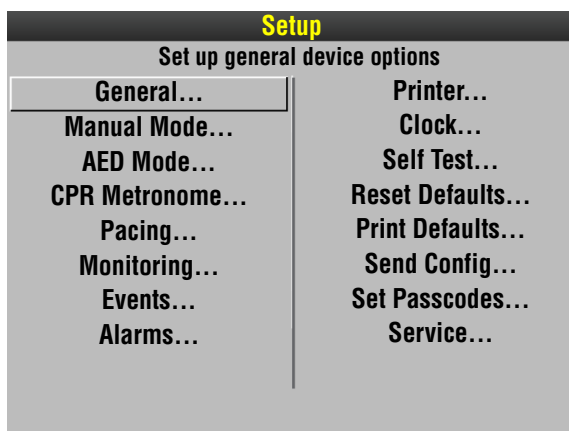 Setup
Set up general device options
General...
Manual Mode...
AED Mode...
CPR Metronome...
Pacing...
Monitoring...
Events...
Alarms...
Printer...
Clock...
Self Test...
Reset Defaults...
Print Defaults...
Send Config...
Set Passcodes...
Service...